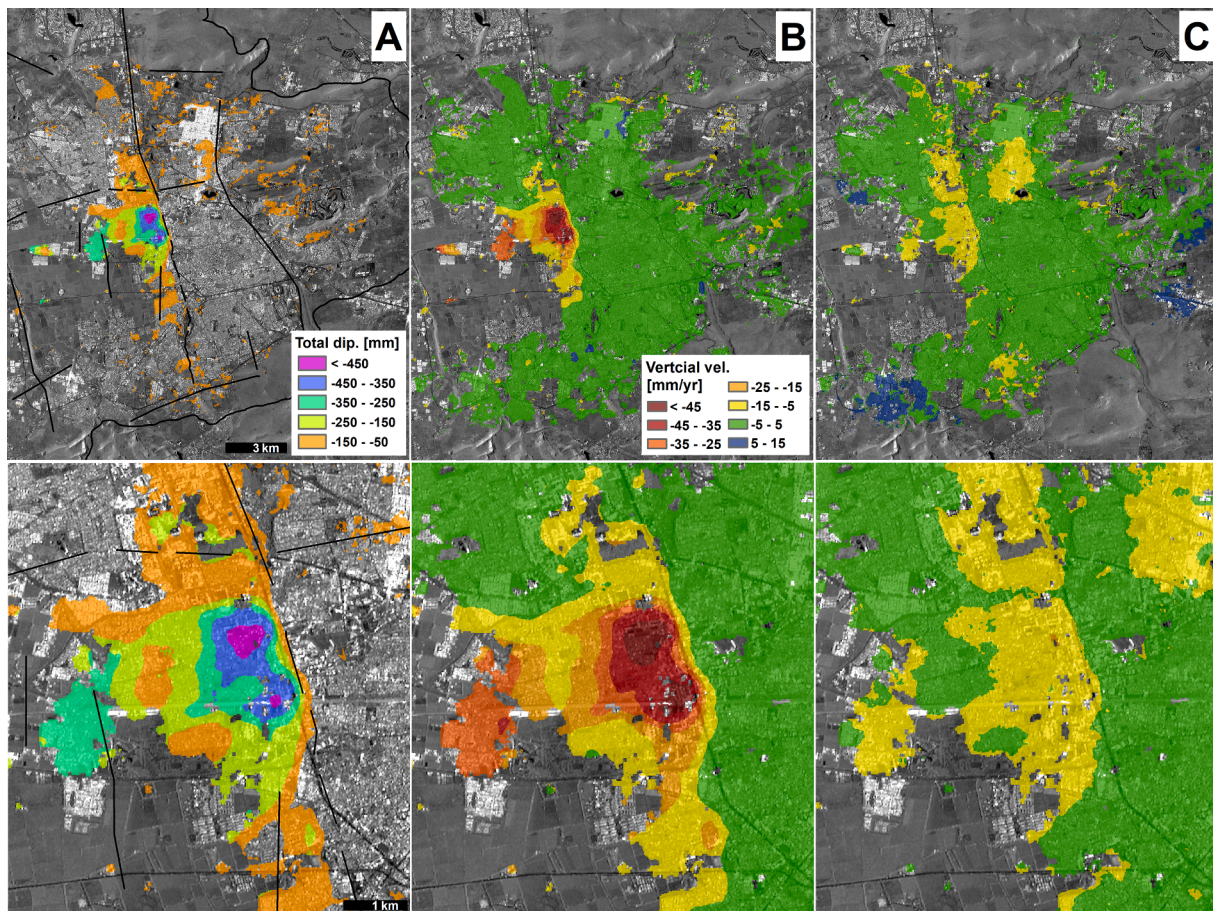 A
B
C
Total dip. [mm]
< -450
-450 - -350
-350 - -250
-250 - -150
-150 - -50
3 km
Vertcial vel.
[mm/yr]
< -45
-45 - -35
-35 - -25
-25 - -15
-15 - -5
-5 - 5
5 - 15
1 km